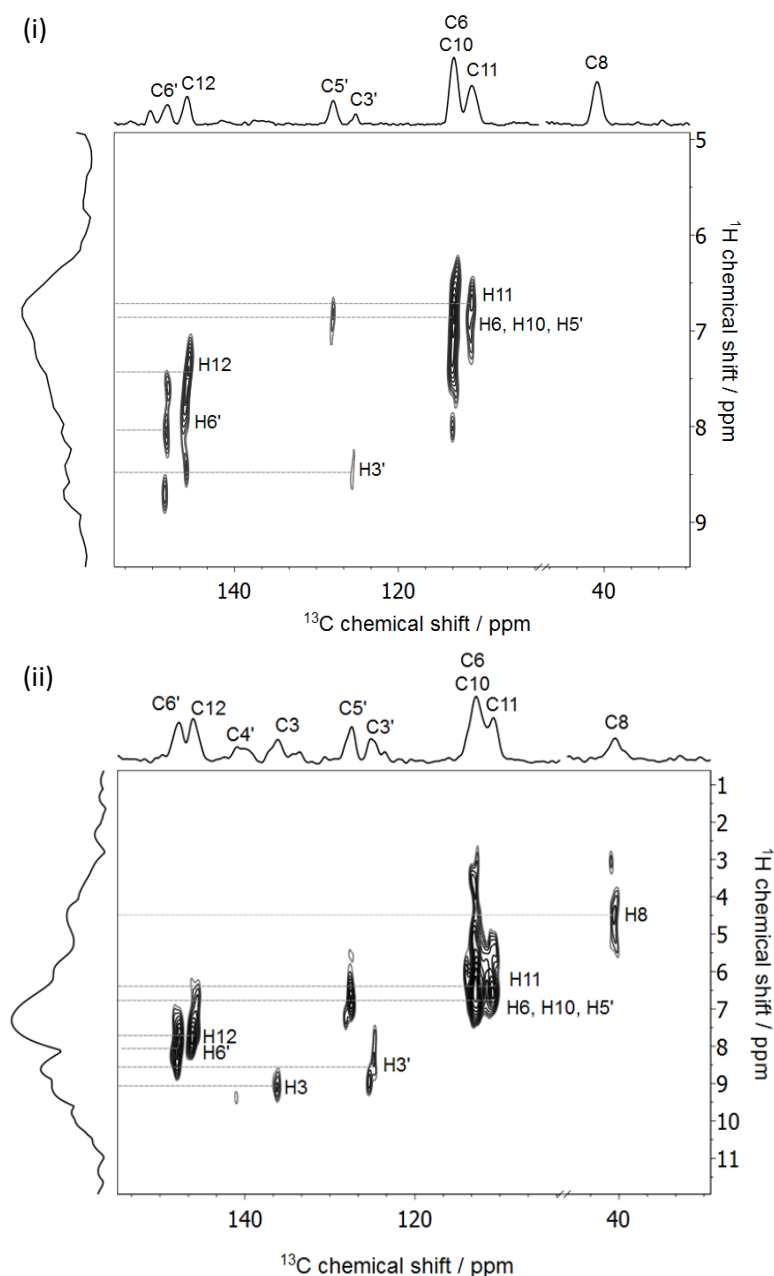 (i)
C6
C10
C6' C12 C5' C3' C11 C8
5
6
7
8
9
¹H chemical shift / ppm
H11
H6, H10, H5'
H12
H6'
H3'
140 120 40
¹³C chemical shift / ppm
(ii)
C6
C10
C6' C12 C4' C3 C5' C3' C11 C8
1
2
3
4
5
6
7
8
9
10
11
¹H chemical shift / ppm
H8
H11
H6, H10, H5'
H12
H6'
H3'
H3
140 120 40
¹³C chemical shift / ppm